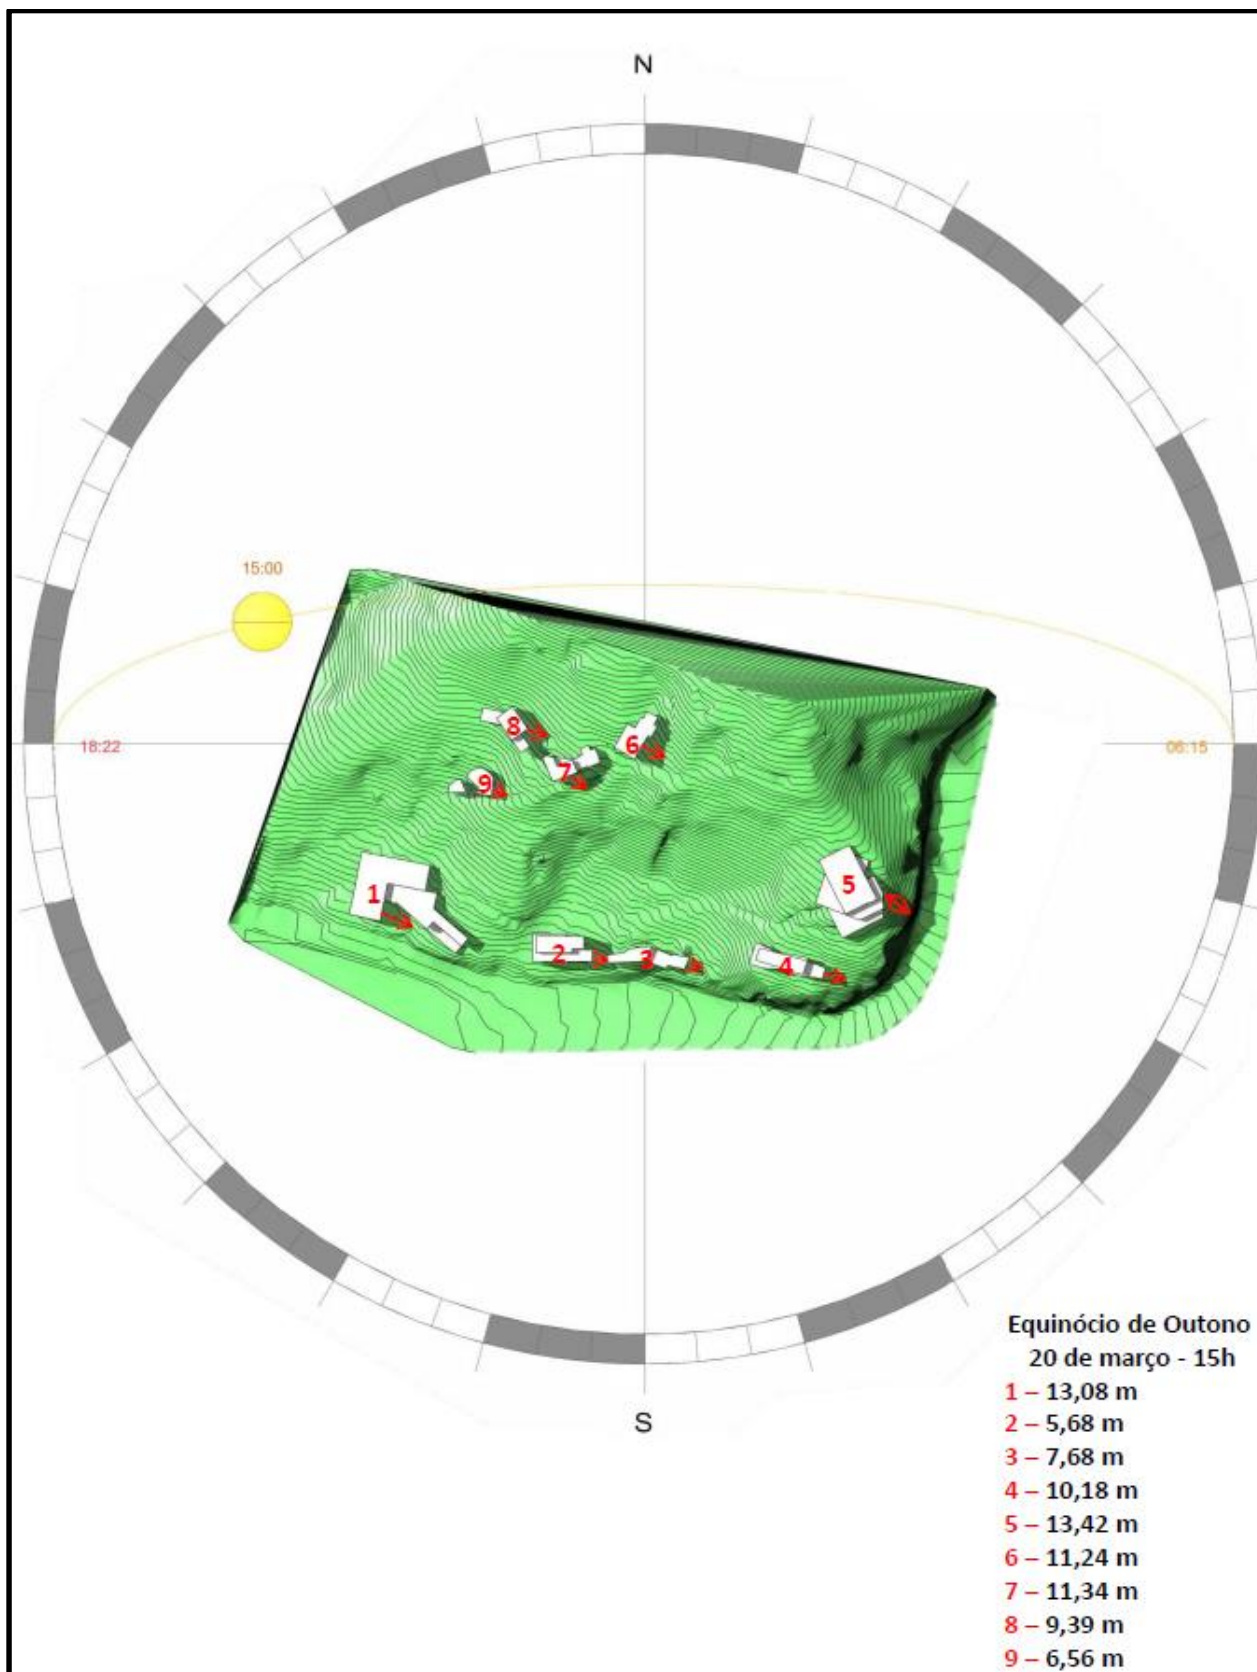 N
15:00
18:22
06:15
8
6
7
9
1
5
2
3
4
S
Equinócio de Outono
20 de março - 15h
1 – 13,08 m
2 – 5,68 m
3 – 7,68 m
4 – 10,18 m
5 – 13,42 m
6 – 11,24 m
7 – 11,34 m
8 – 9,39 m
9 – 6,56 m